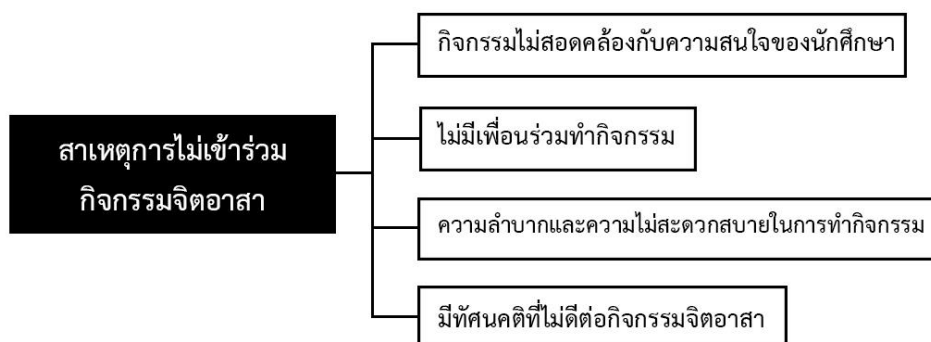 สาเหตุการไม่เข้าร่วม
กิจกรรมจิตอาสา
กิจกรรมไม่สอดคล้องกับความสนใจของนักศึกษา
ไม่มีเพื่อนร่วมทำกิจกรรม
ความลำบากและความไม่สะดวกสบายในการทำกิจกรรม
มีทัศนคติที่ไม่ดีต่อกิจกรรมจิตอาสา